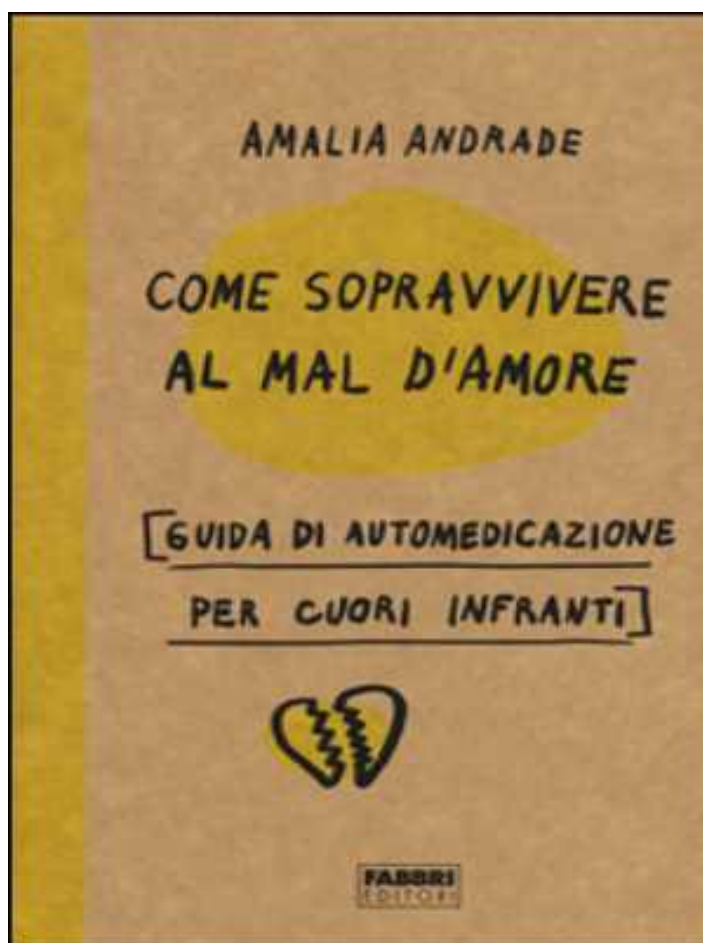 AMALIA ANDRADE
COME SOPRAVVIVERE
AL MAL D'AMORE
[GUIDA DI AUTOMEDICAZIONE
PER CUORI INFRANTI]
FABBRI
EDITORI